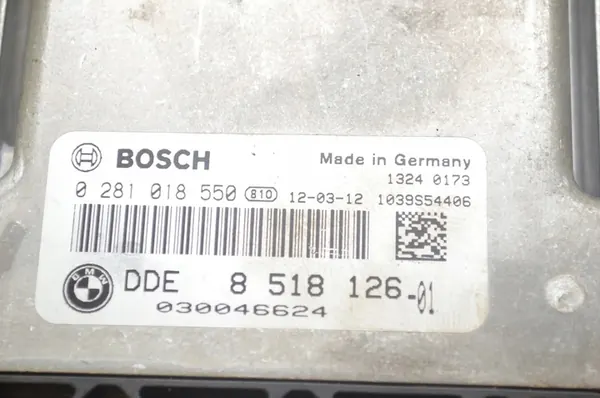 BOSCH Made in Germany
1324 0173
0 281 018 550 810 12-03-12 1039S54406
BMW DDE 8 518 126-01
030046624